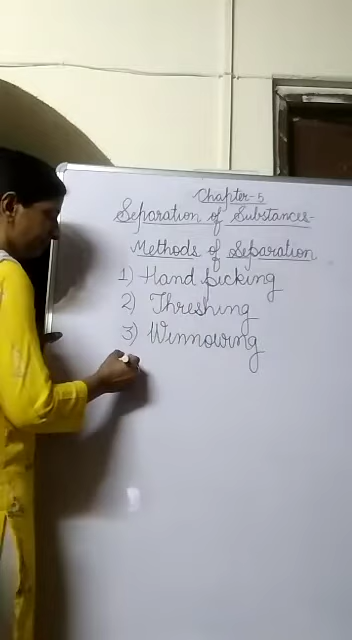 Chapter-5
Separation of Substances-
Methods of Separation
1) Hand picking
2) Threshing
3) Winnowing